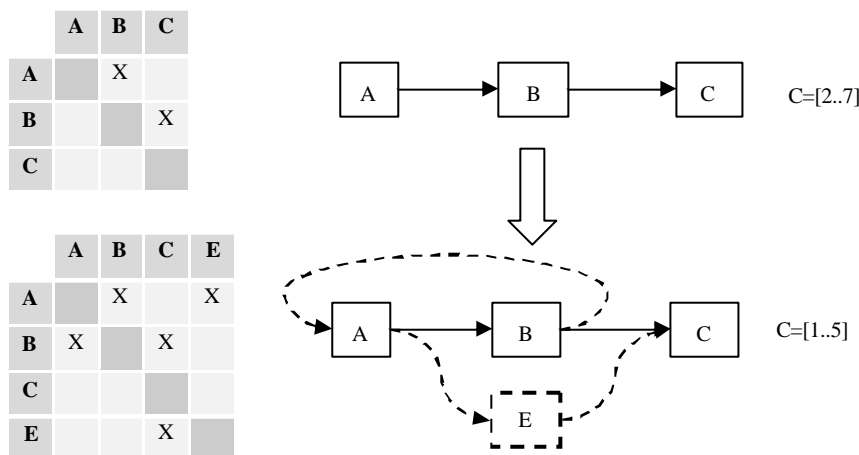 A B C
A X
B X
C
A B C C=[2..7]
A B C E
A X X
B X X
C
E X
A B C C=[1..5]
E